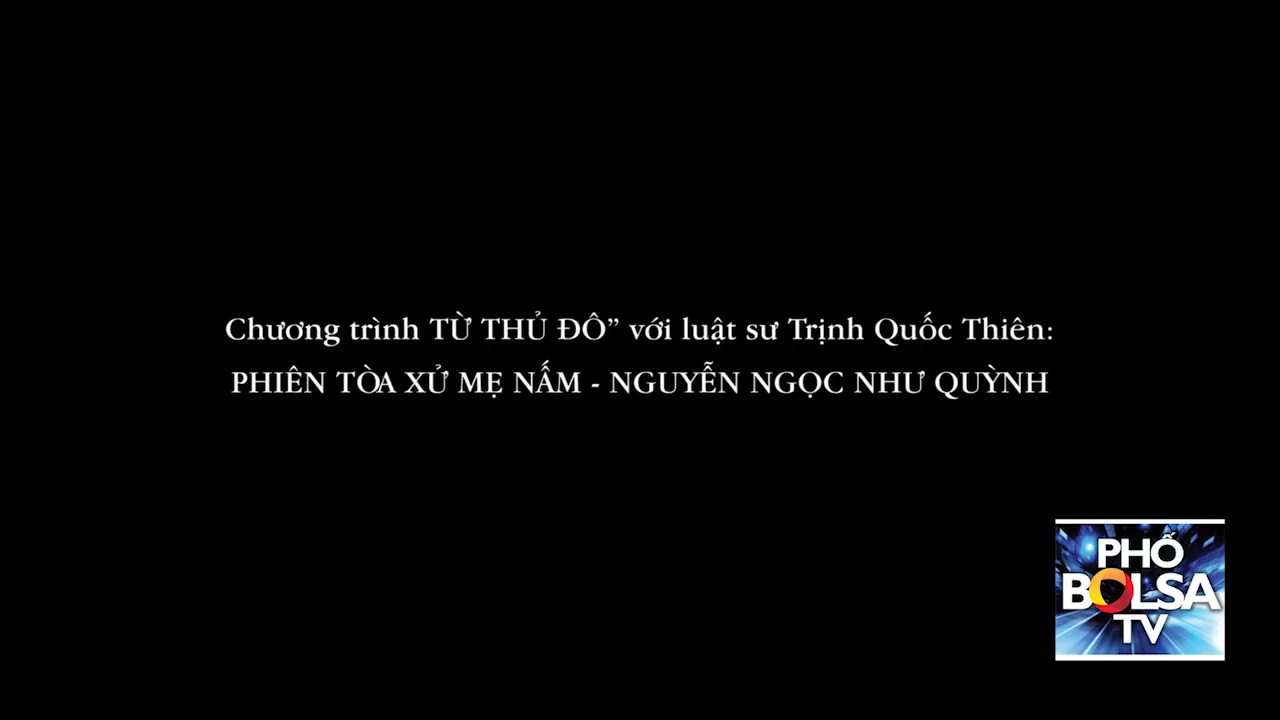 Chương trình TỪ THỦ ĐÔ” với luật sư Trịnh Quốc Thiên:
PHIÊN TÒA XỬ MẸ NẤM - NGUYỄN NGỌC NHƯ QUỲNH
PHỐ
BOLSA
TV